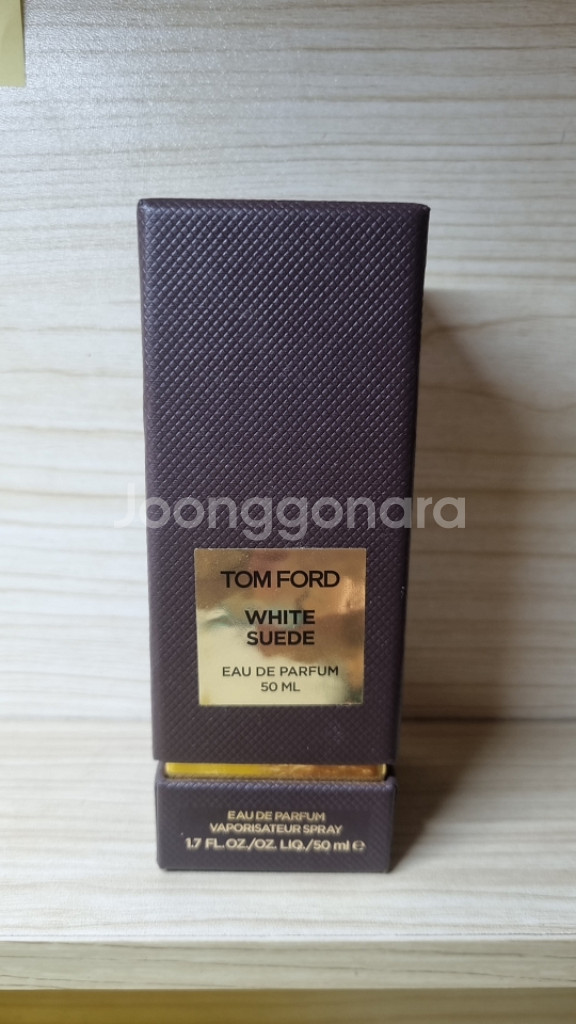 Joonggonara
TOM FORD
WHITE
SUEDE
EAU DE PARFUM
50 ML
EAU DE PARFUM
VAPORISATEUR SPRAY
1.7 FL.OZ./OZ. LIQ./50 ml e